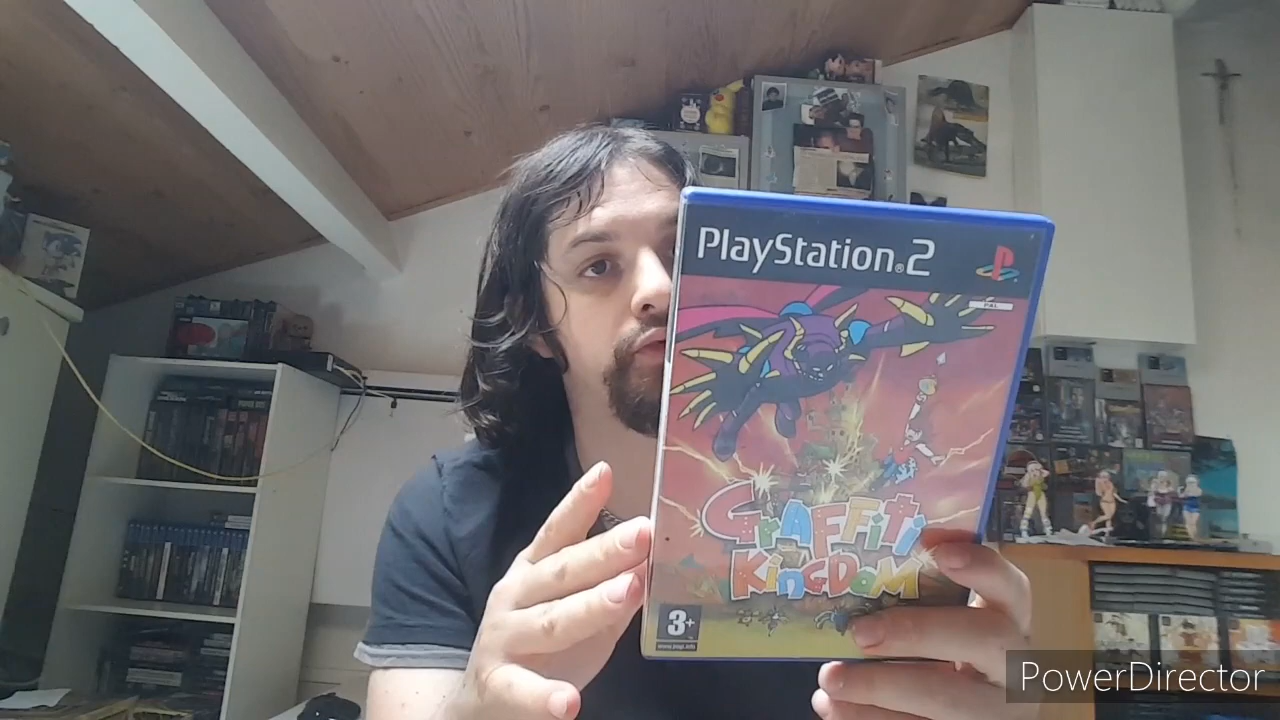 PlayStation®2
PAL
GRAFFITI
KINGDOM
3+
www.pegi.info
PowerDirector